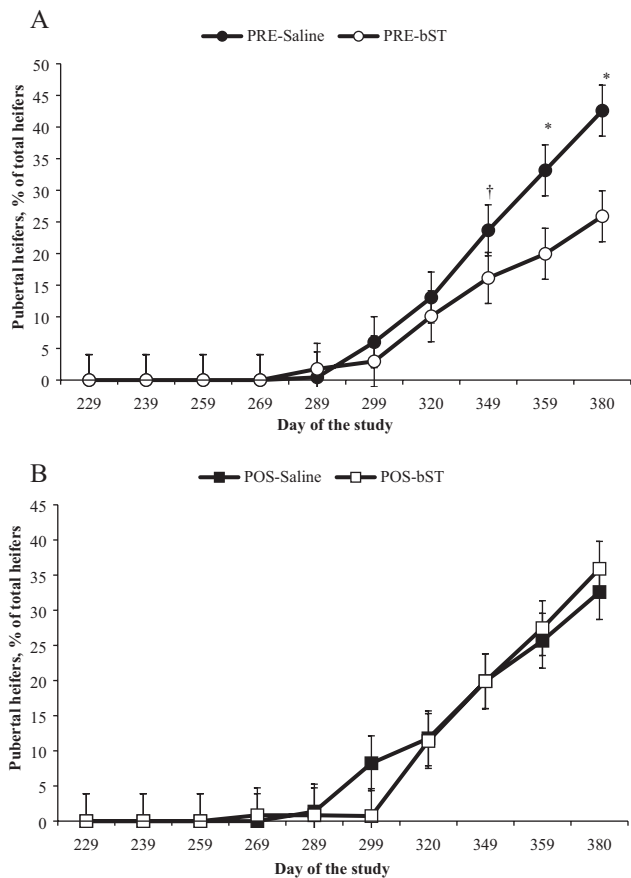 A
PRE-Saline PRE-bST
50
45
40
35
30
25
20
15
10
5
0
Pubertal heifers, % of total heifers
*
*
†
229 239 259 269 289 299 320 349 359 380
Day of the study
B
POS-Saline POS-bST
45
40
35
30
25
20
15
10
5
0
Pubertal heifers, % of total heifers
229 239 259 269 289 299 320 349 359 380
Day of the study